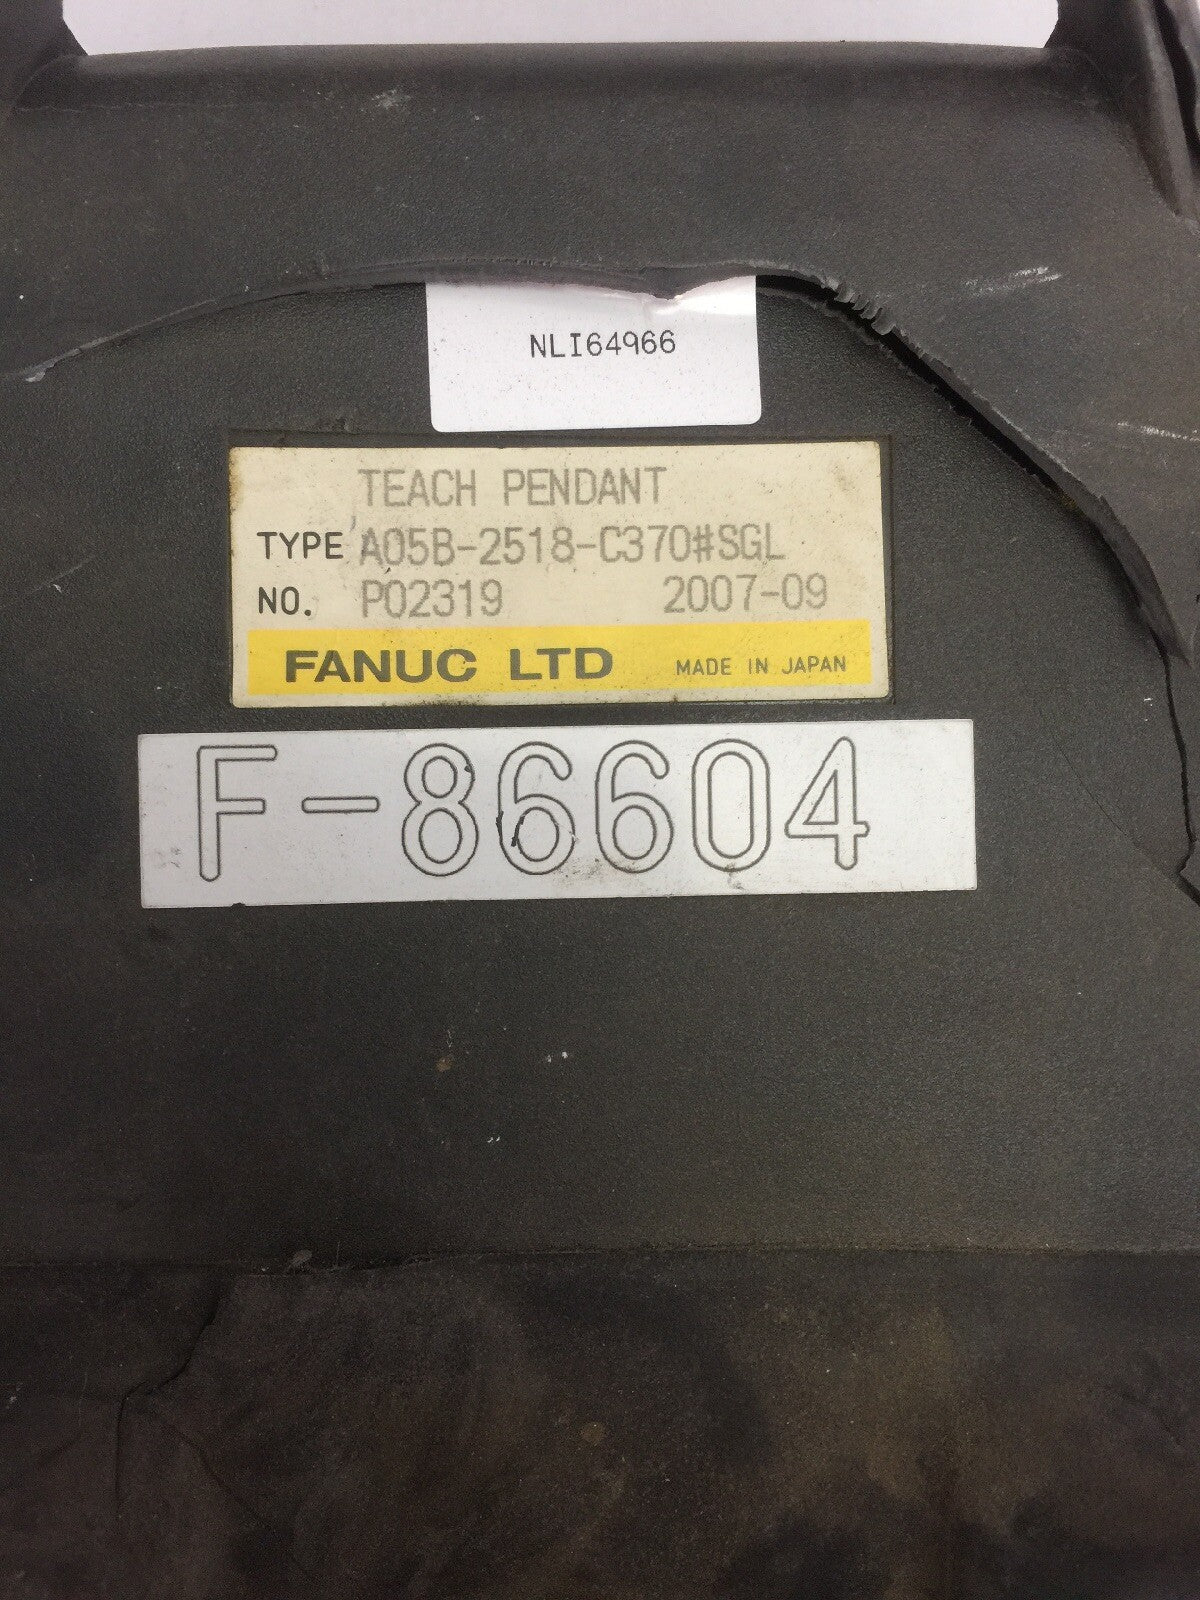 NLI64966
TEACH PENDANT
TYPE A05B-2518-C370#SGL
NO. P02319 2007-09
FANUC LTD MADE IN JAPAN
F-86604